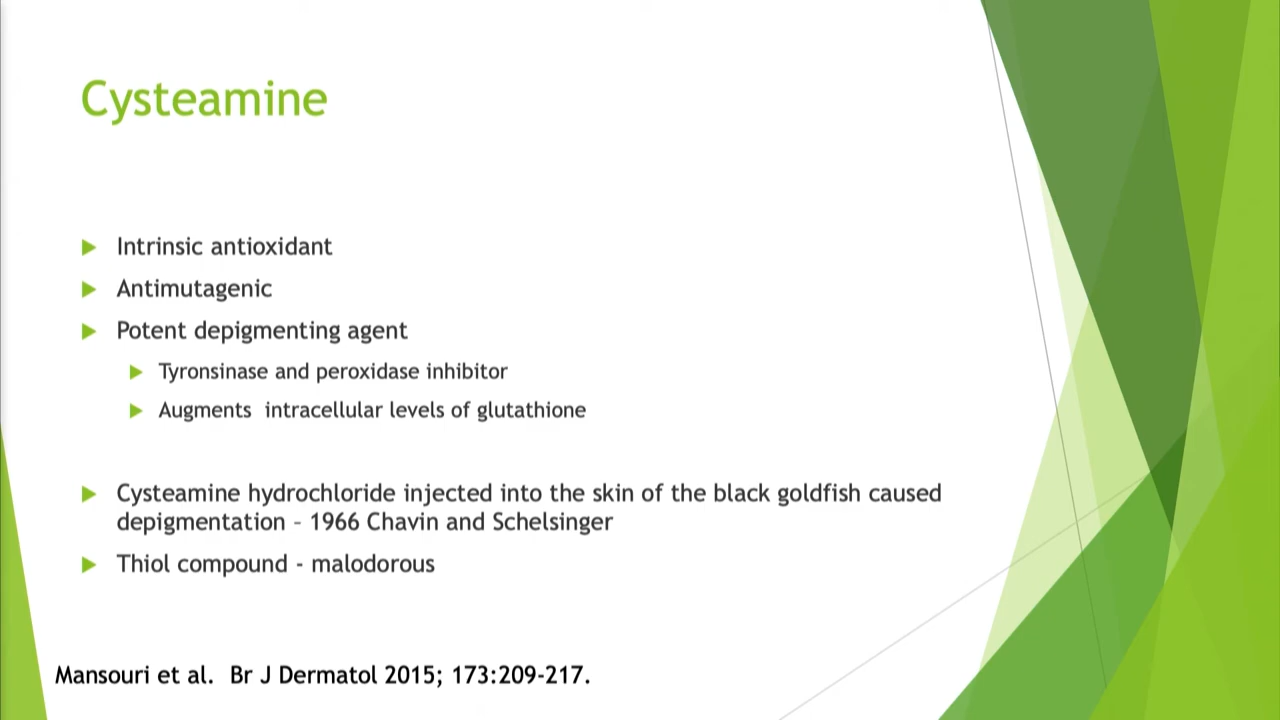 Cysteamine
Intrinsic antioxidant
Antimutagenic
Potent depigmenting agent
Tyronsinase and peroxidase inhibitor
Augments  intracellular levels of glutathione
Cysteamine hydrochloride injected into the skin of the black goldfish caused
depigmentation – 1966 Chavin and Schelsinger
Thiol compound - malodorous
Mansouri et al.  Br J Dermatol 2015; 173:209-217.